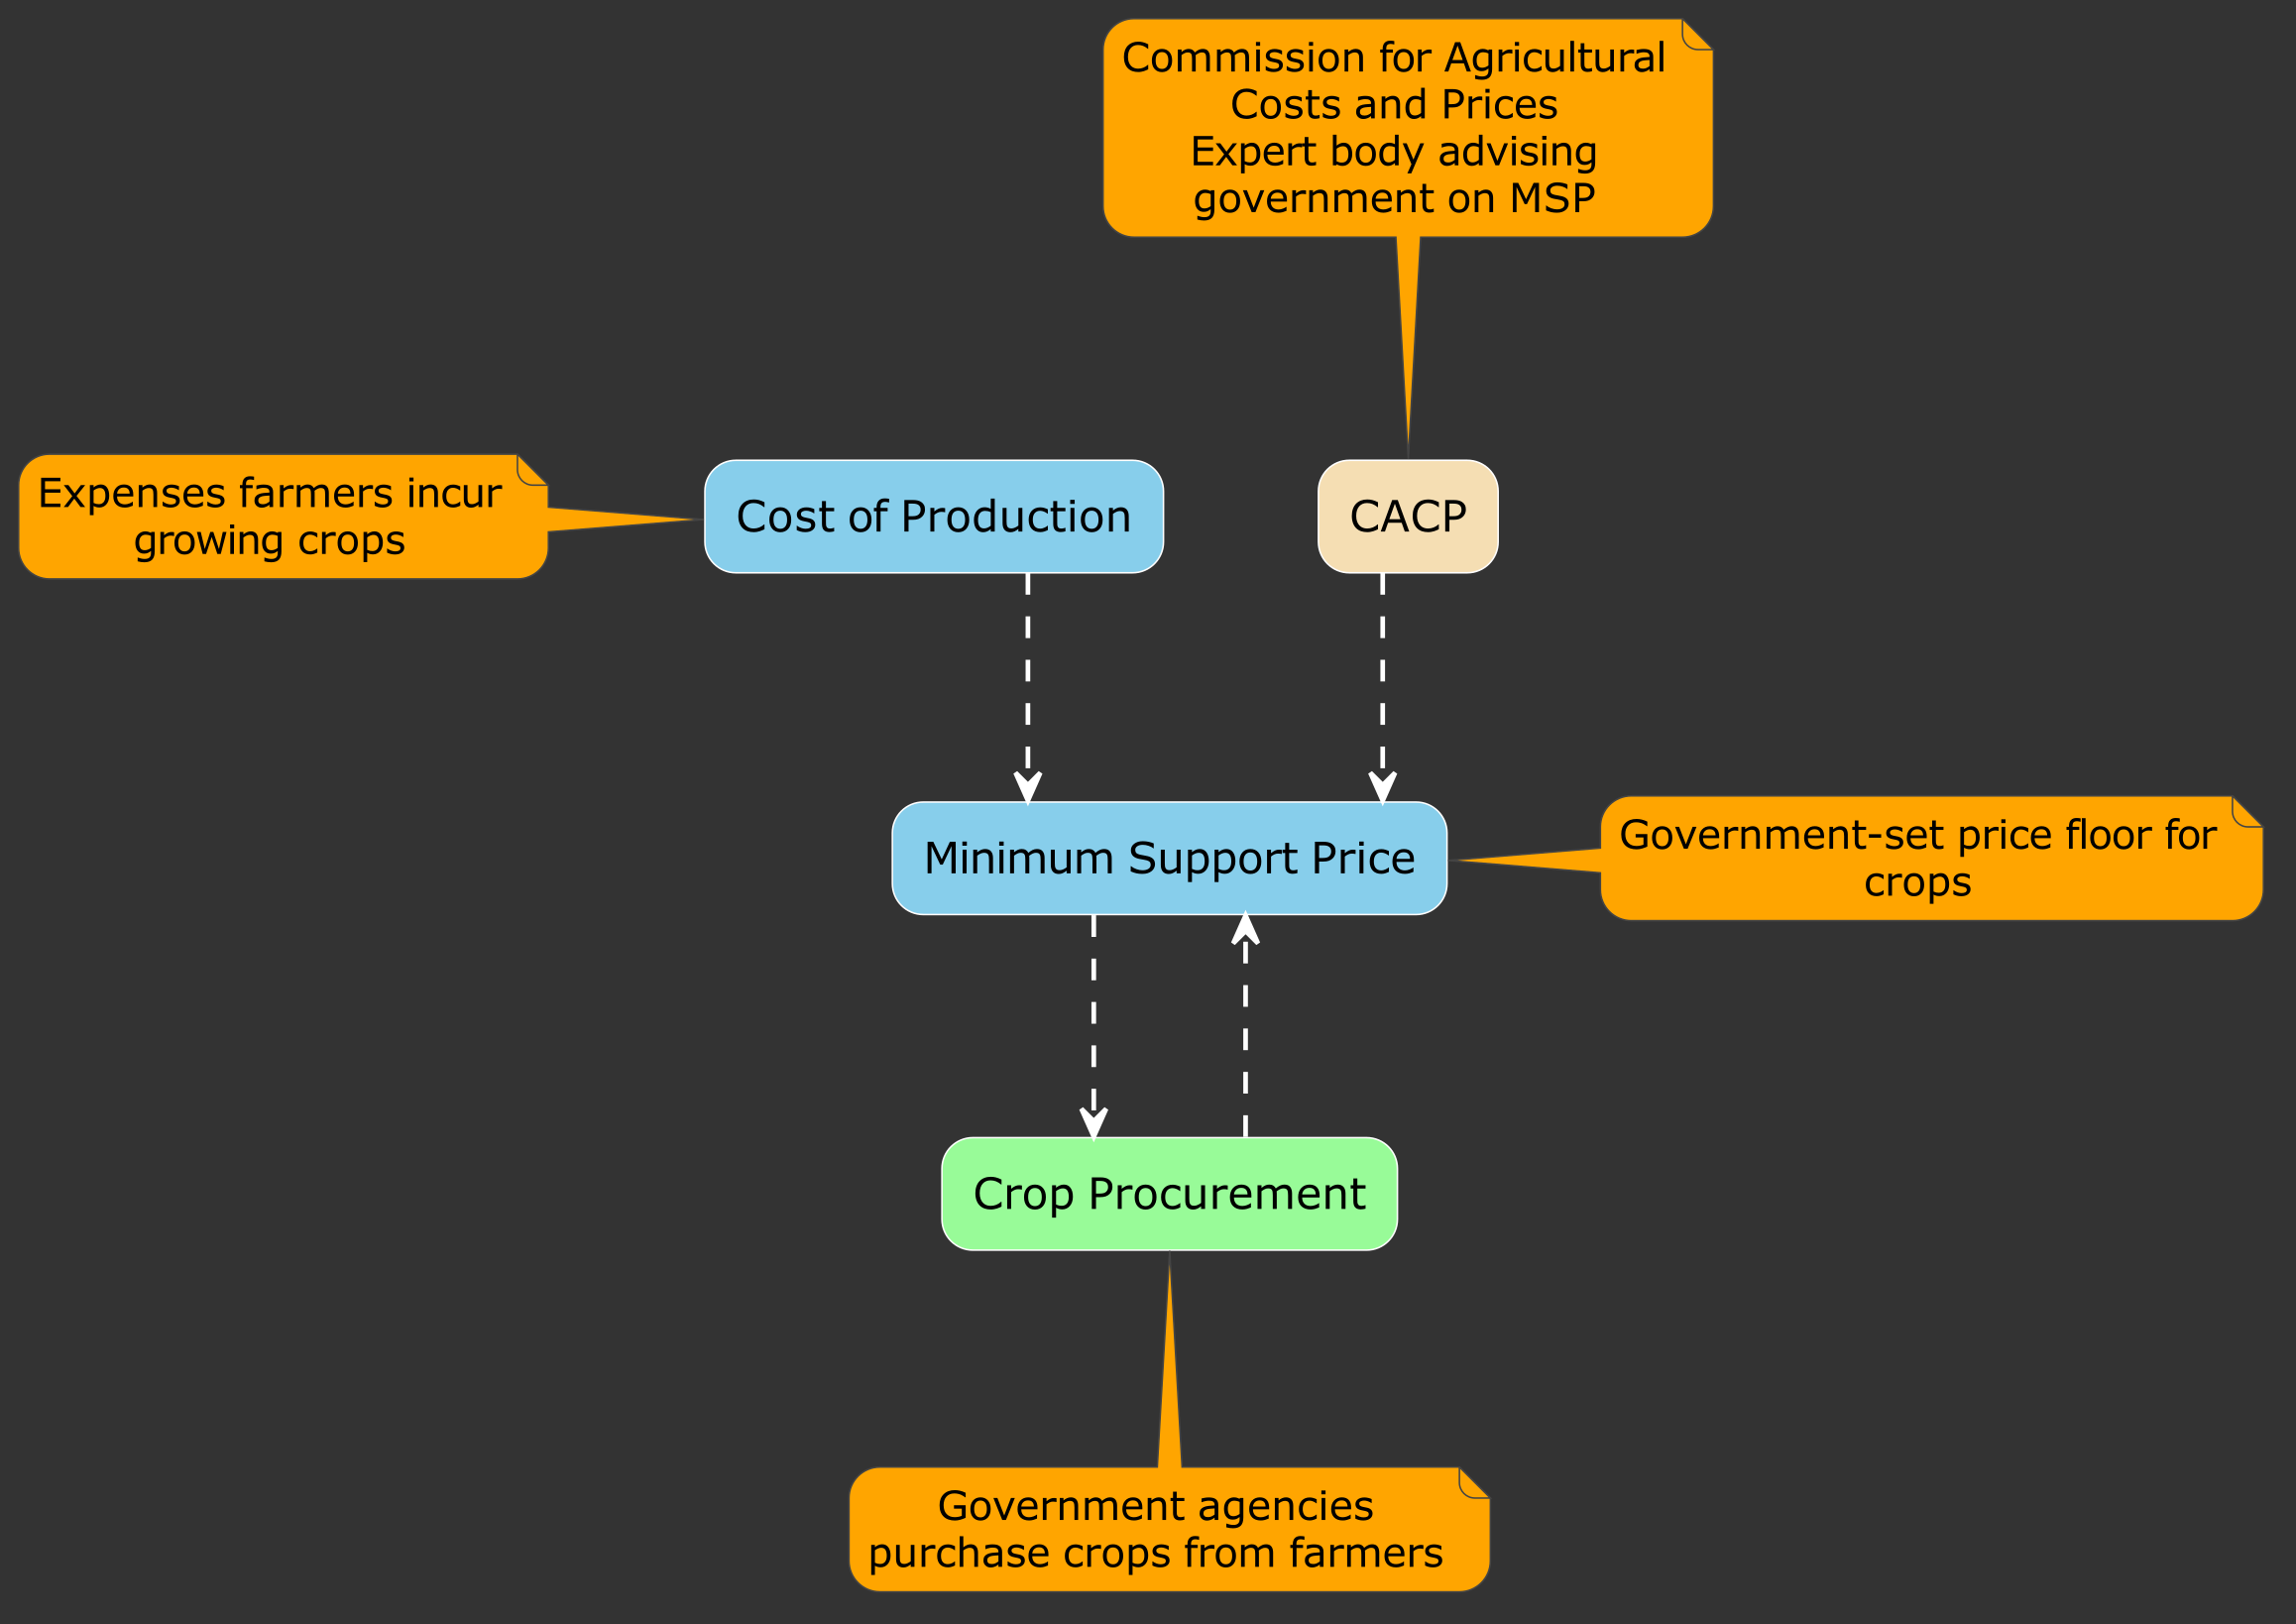 Commission for Agricultural
Costs and Prices
Expert body advising
government on MSP
Expenses farmers incur
growing crops
Cost of Production
CACP
Minimum Support Price
Government-set price floor for
crops
Crop Procurement
Government agencies
purchase crops from farmers